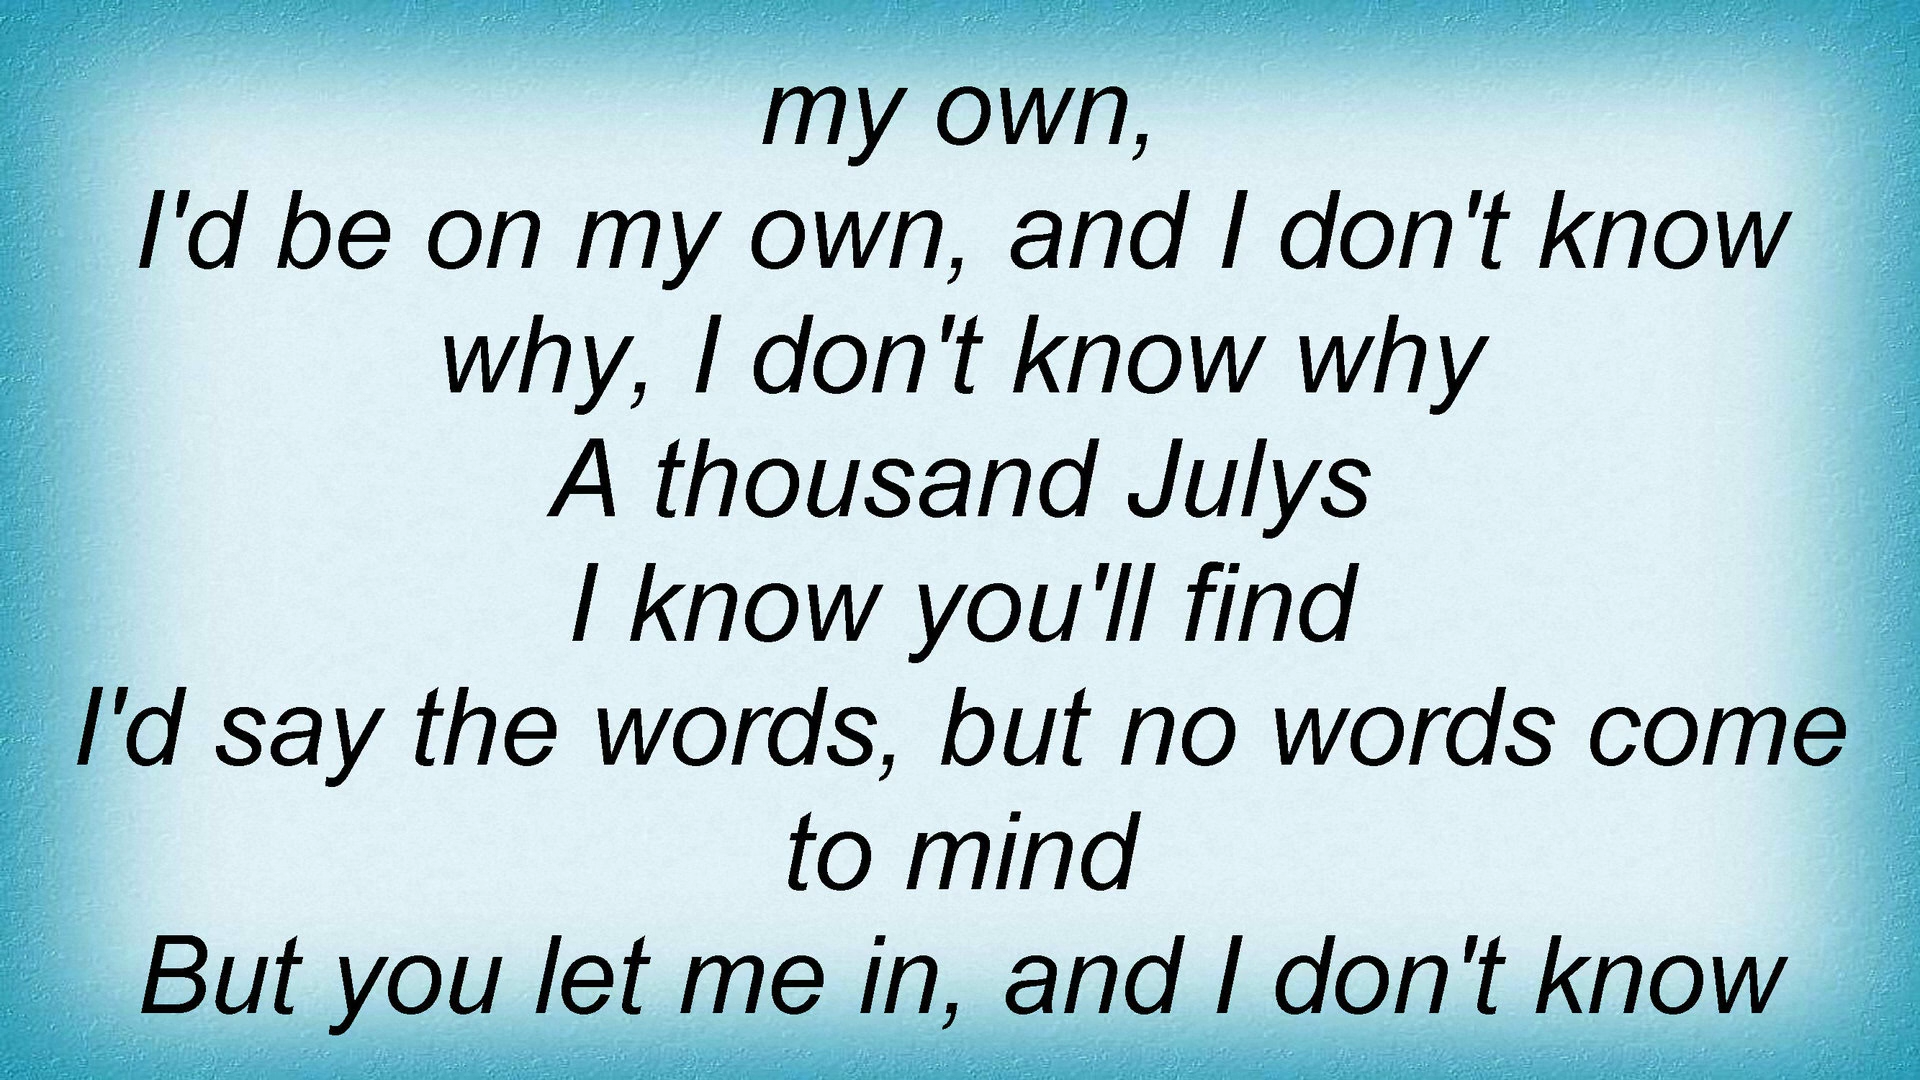 my own,
I'd be on my own, and I don't know
why, I don't know why
A thousand Julys
I know you'll find
I'd say the words, but no words come
to mind
But you let me in, and I don't know